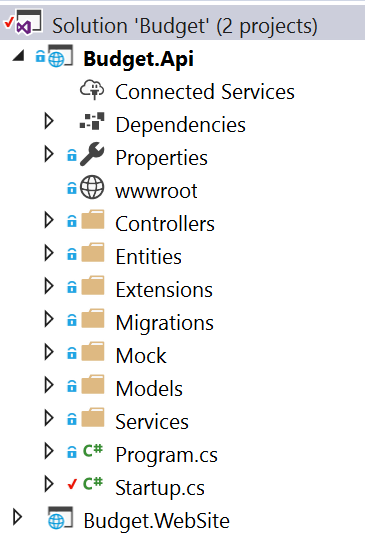 Solution 'Budget' (2 projects)
Budget.Api
Connected Services
Dependencies
Properties
wwwroot
Controllers
Entities
Extensions
Migrations
Mock
Models
Services
C# Program.cs
C# Startup.cs
Budget.WebSite